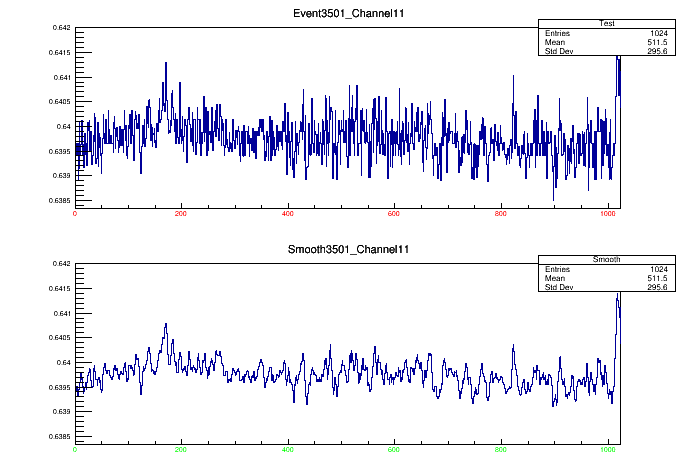 Event3501_Channel11
Test
Entries 1024
Mean 511.5
Std Dev 295.6
0.642
0.6415
0.641
0.6405
0.64
0.6395
0.639
0.6385
0 200 400 600 800 1000
Smooth3501_Channel11
Smooth
Entries 1024
Mean 511.5
Std Dev 295.6
0.642
0.6415
0.641
0.6405
0.64
0.6395
0.639
0.6385
0 200 400 600 800 1000